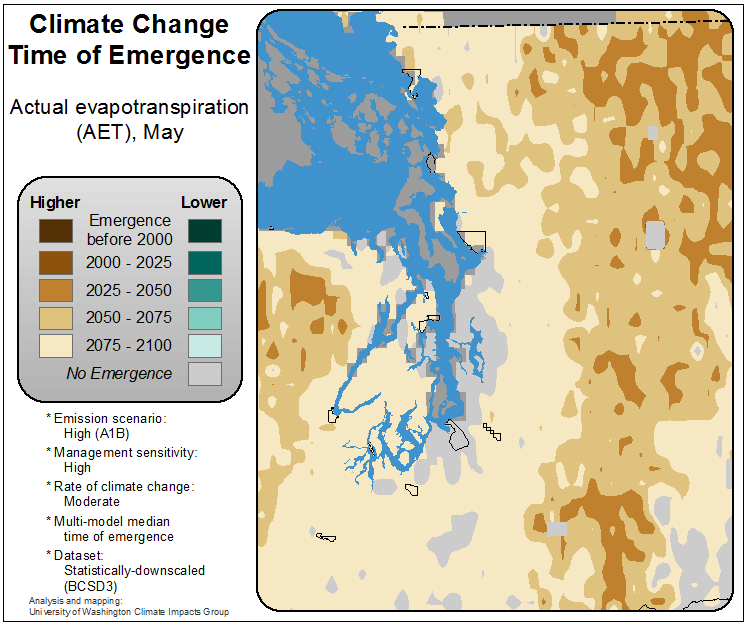 Climate Change
Time of Emergence
Actual evapotranspiration
(AET), May
Higher Lower
Emergence
before 2000
2000 - 2025
2025 - 2050
2050 - 2075
2075 - 2100
No Emergence
* Emission scenario:
High (A1B)
* Management sensitivity:
High
* Rate of climate change:
Moderate
* Multi-model median
time of emergence
* Dataset:
Statistically-downscaled
(BCSD3)
Analysis and mapping:
University of Washington Climate Impacts Group